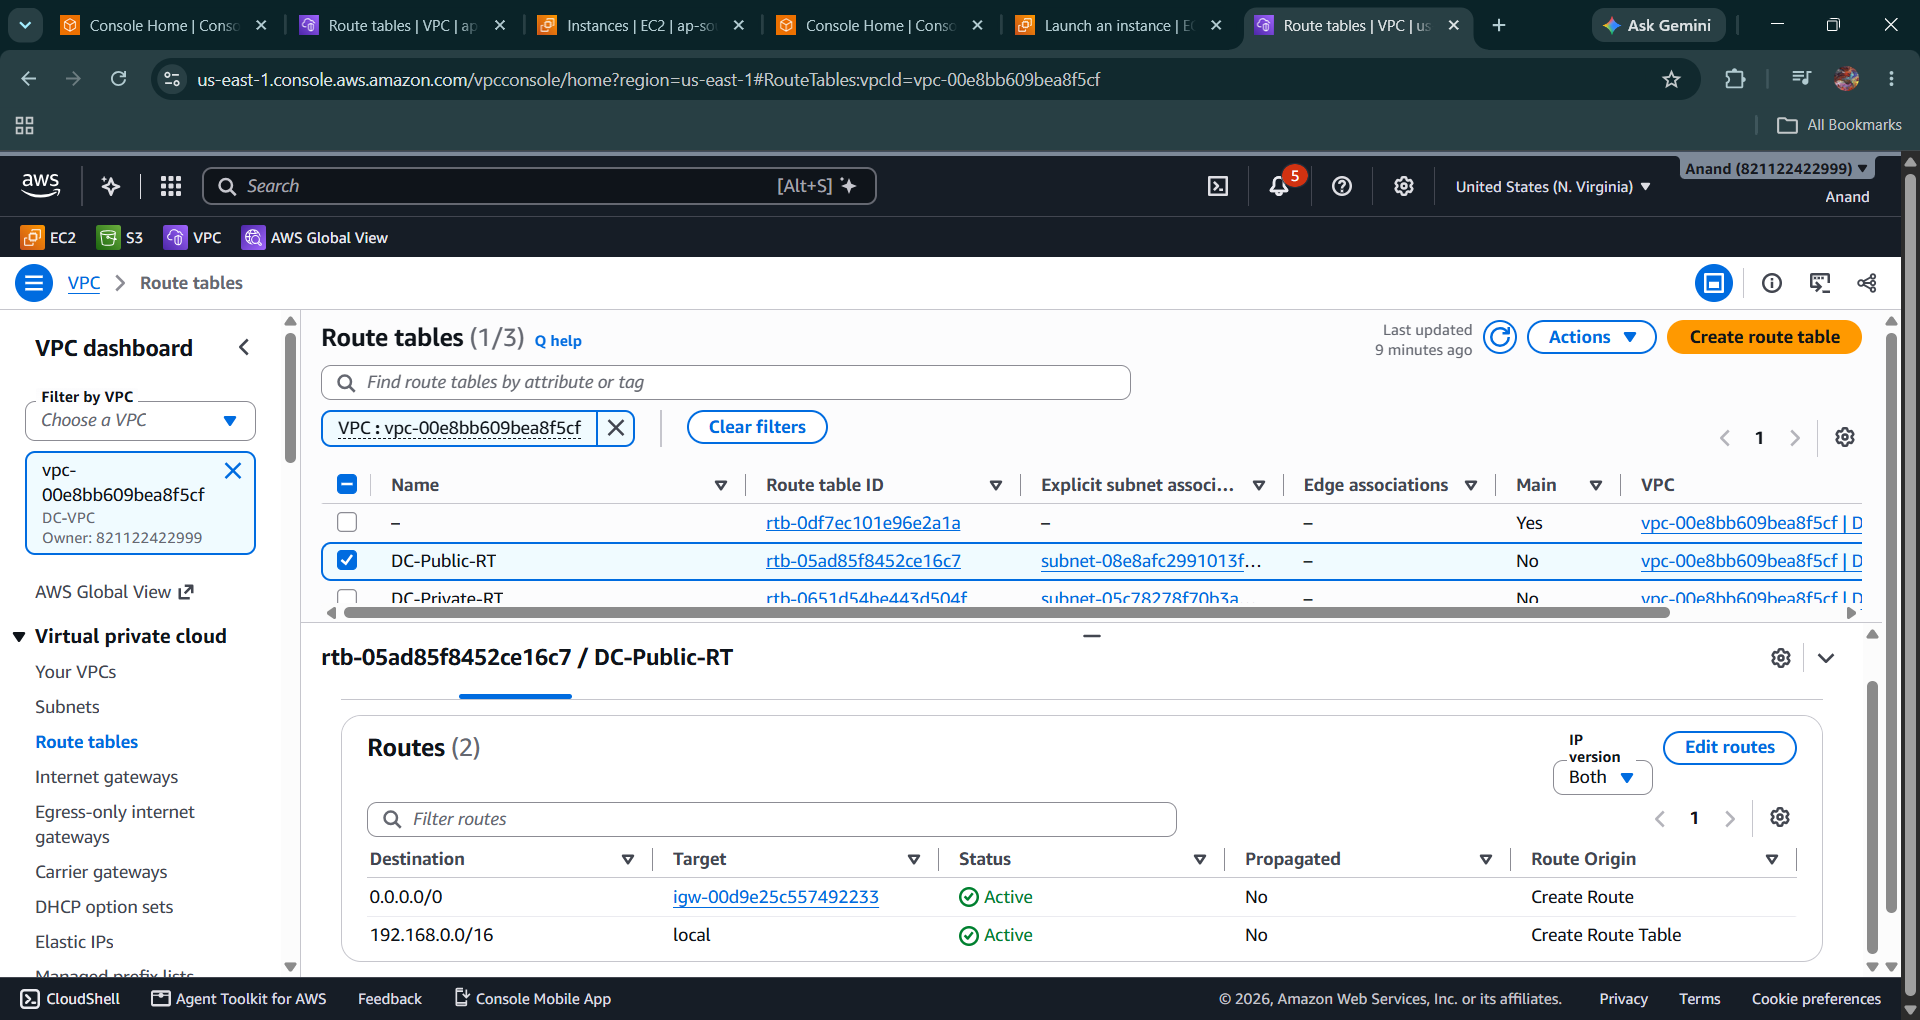 Console Home | Conso
Route tables | VPC | ap
Instances | EC2 | ap-so
Console Home | Conso
Launch an instance | EC
Route tables | VPC | us
Ask Gemini
us-east-1.console.aws.amazon.com/vpcconsole/home?region=us-east-1#RouteTables:vpcId=vpc-00e8bb609bea8f5cf
All Bookmarks
aws
Search
[Alt+S]
5
United States (N. Virginia)
Anand (821122422999)
Anand
EC2
S3
VPC
AWS Global View
VPC
Route tables
VPC dashboard
Filter by VPC
Choose a VPC
vpc-
00e8bb609bea8f5cf
DC-VPC
Owner: 821122422999
AWS Global View
Virtual private cloud
Your VPCs
Subnets
Route tables
Internet gateways
Egress-only internet
gateways
Carrier gateways
DHCP option sets
Elastic IPs
Managed prefix lists
Route tables (1/3) Q help
Last updated
9 minutes ago
Actions
Create route table
Find route tables by attribute or tag
VPC : vpc-00e8bb609bea8f5cf
Clear filters
1
Name Route table ID Explicit subnet associ... Edge associations Main VPC
– rtb-0df7ec101e96e2a1a – – Yes vpc-00e8bb609bea8f5cf | D
DC-Public-RT rtb-05ad85f8452ce16c7 subnet-08e8afc2991013f... – No vpc-00e8bb609bea8f5cf | D
DC-Private-RT rtb-0651d54be443d504f subnet-05c78278f70b3a – No vpc-00e8bb609bea8f5cf | D
rtb-05ad85f8452ce16c7 / DC-Public-RT
Routes (2)
IP
version
Both
Edit routes
Filter routes
1
Destination Target Status Propagated Route Origin
0.0.0.0/0 igw-00d9e25c557492233 Active No Create Route
192.168.0.0/16 local Active No Create Route Table
CloudShell
Agent Toolkit for AWS
Feedback
Console Mobile App
© 2026, Amazon Web Services, Inc. or its affiliates.
Privacy
Terms
Cookie preferences